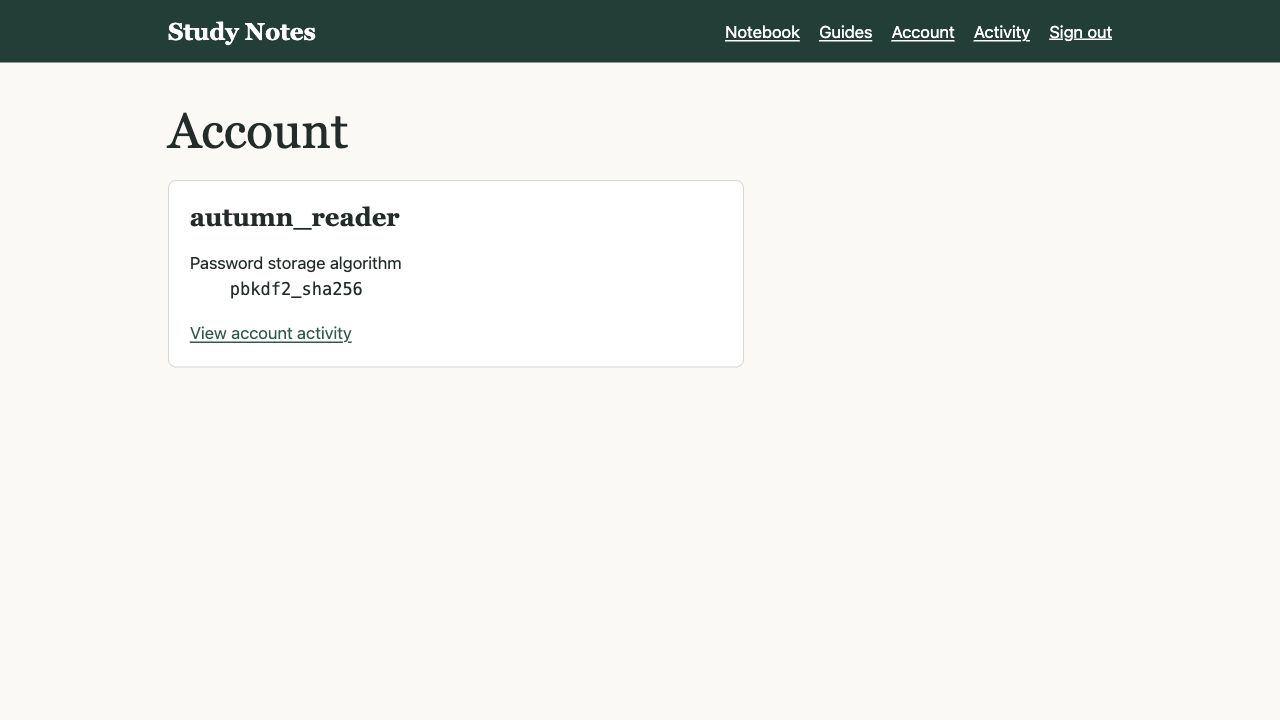 Study Notes
Notebook Guides Account Activity Sign out
Account
autumn_reader
Password storage algorithm
pbkdf2_sha256
View account activity